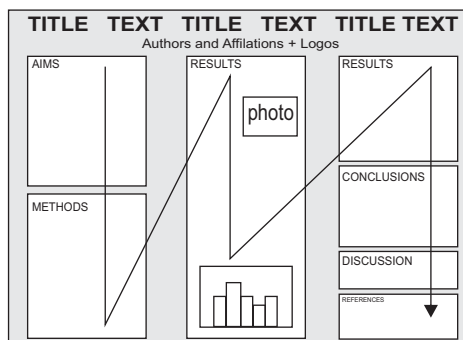 TITLE TEXT TITLE TEXT TITLE TEXT
Authors and Affilations + Logos
AIMS
METHODS
RESULTS
photo
RESULTS
CONCLUSIONS
DISCUSSION
REFERENCES